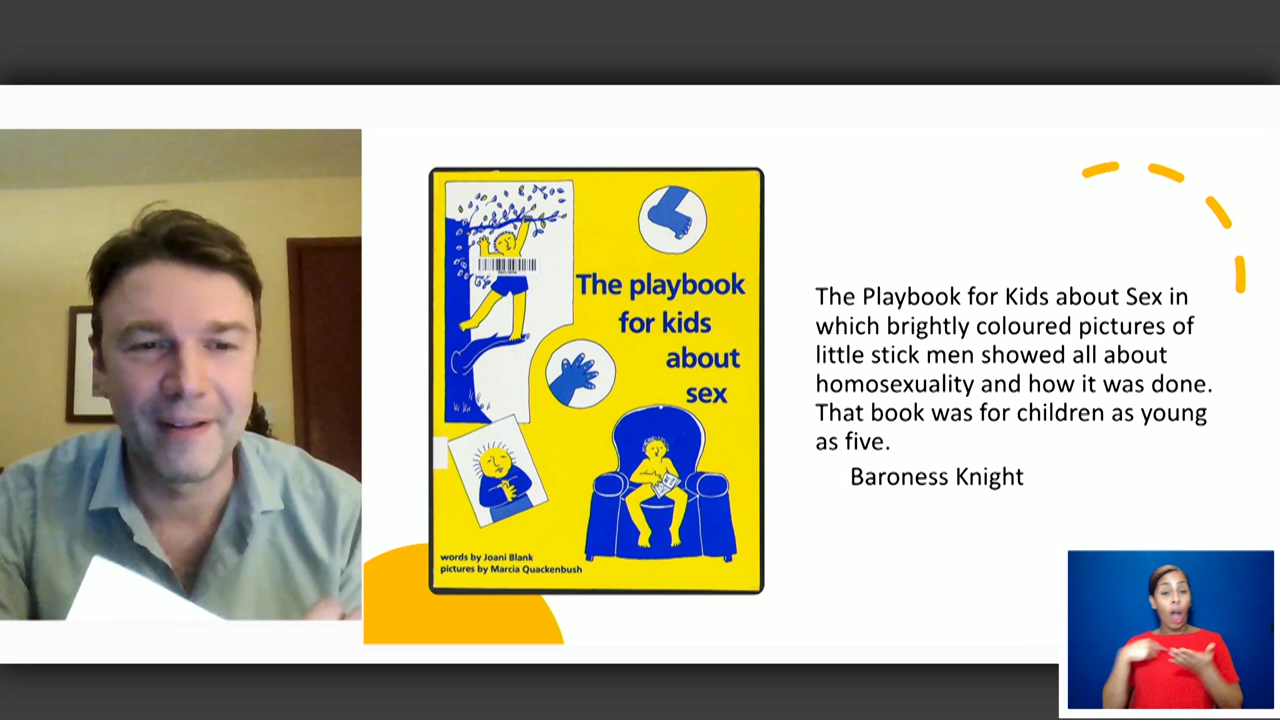 The playbook
for kids
about
sex
words by Joani Blank
pictures by Marcia Quackenbush
The Playbook for Kids about Sex in
which brightly coloured pictures of
little stick men showed all about
homosexuality and how it was done.
That book was for children as young
as five.
Baroness Knight